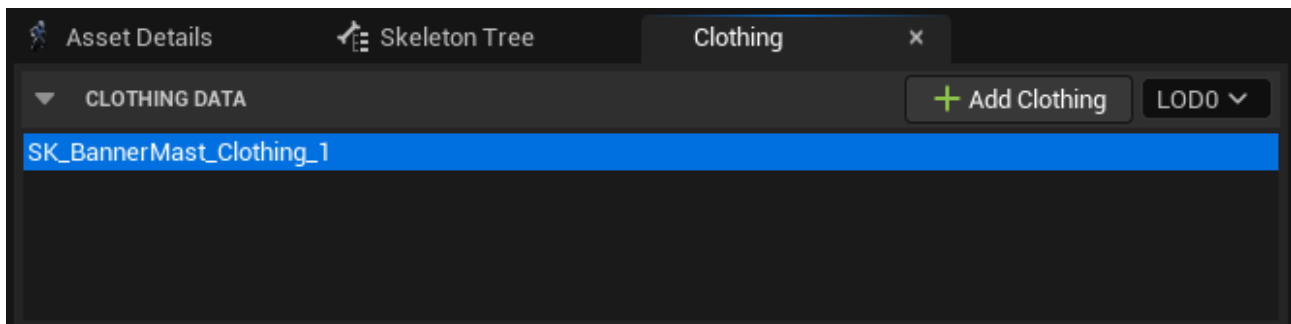 Asset Details Skeleton Tree Clothing
CLOTHING DATA Add Clothing LOD0
SK_BannerMast_Clothing_1